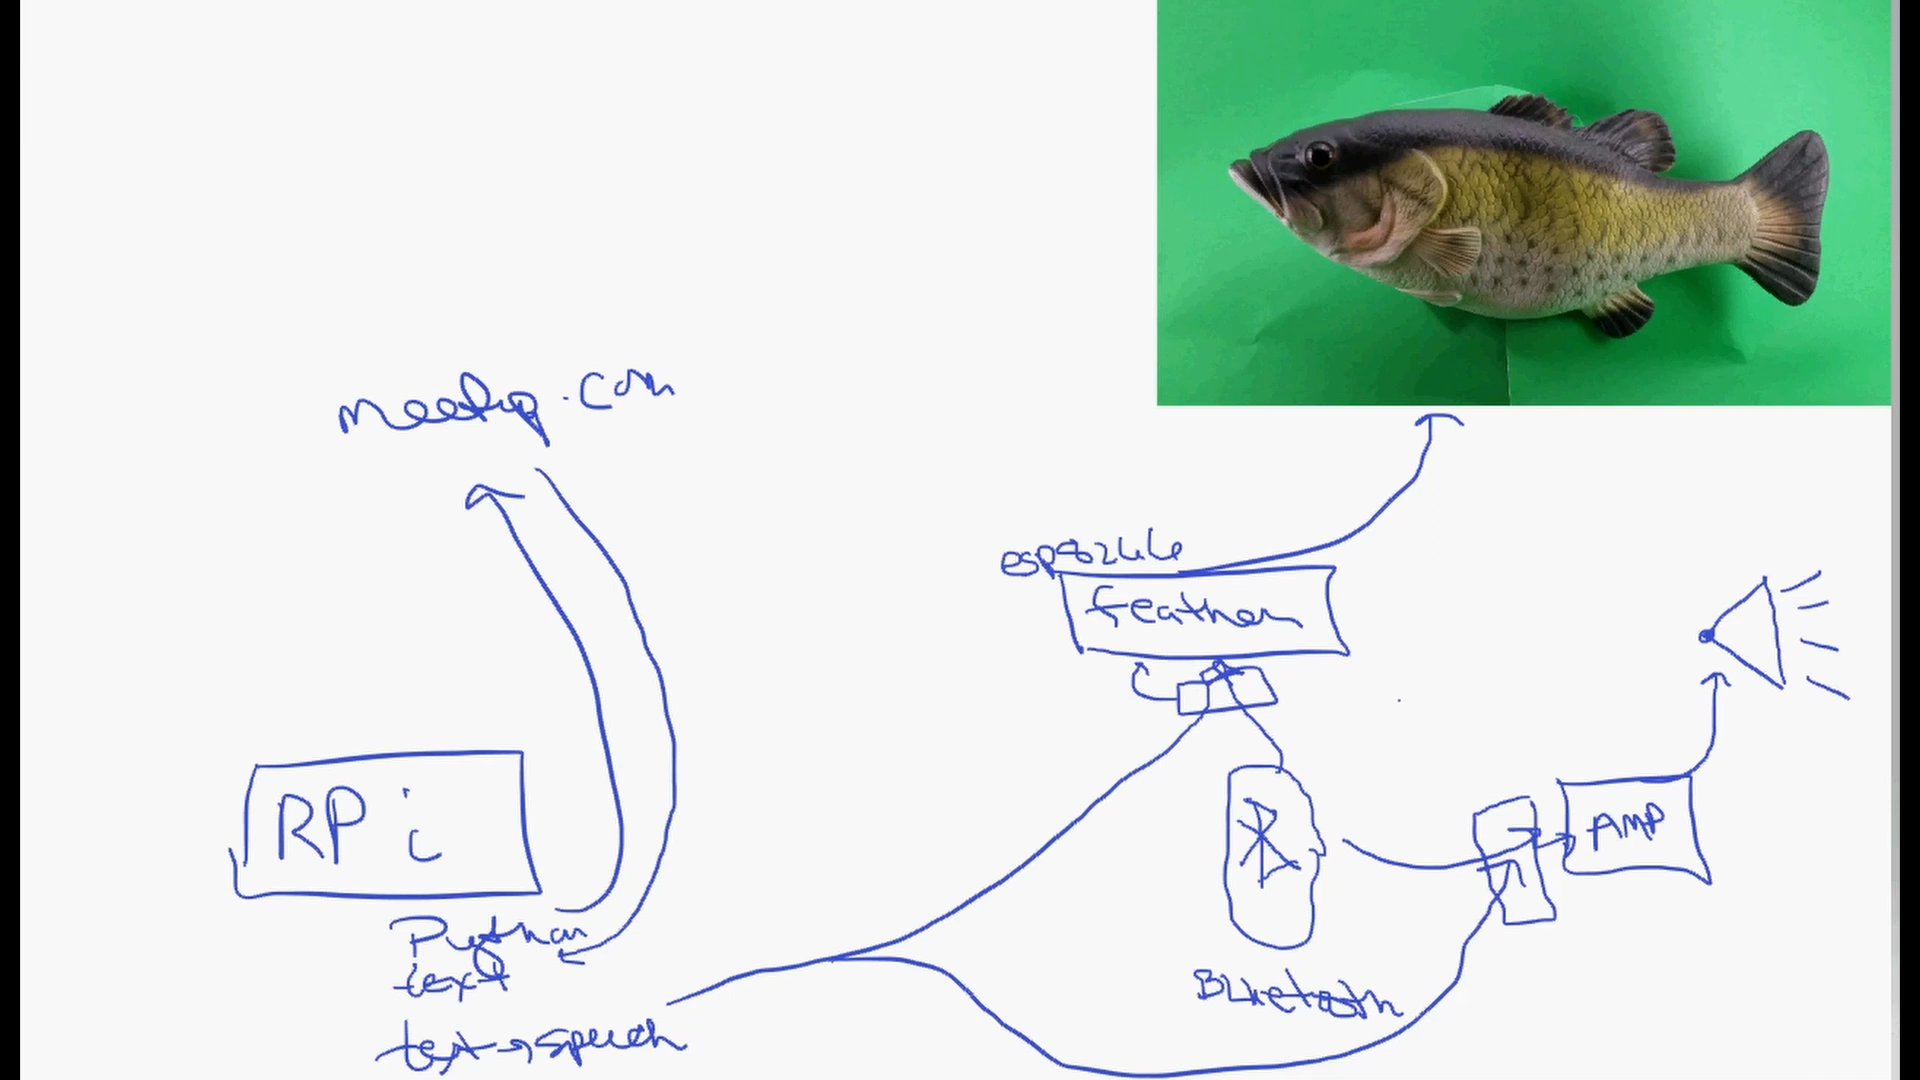 meetup.com
esp8266
feather
RPi
AMP
Python
text
Bluetooth
text → speech